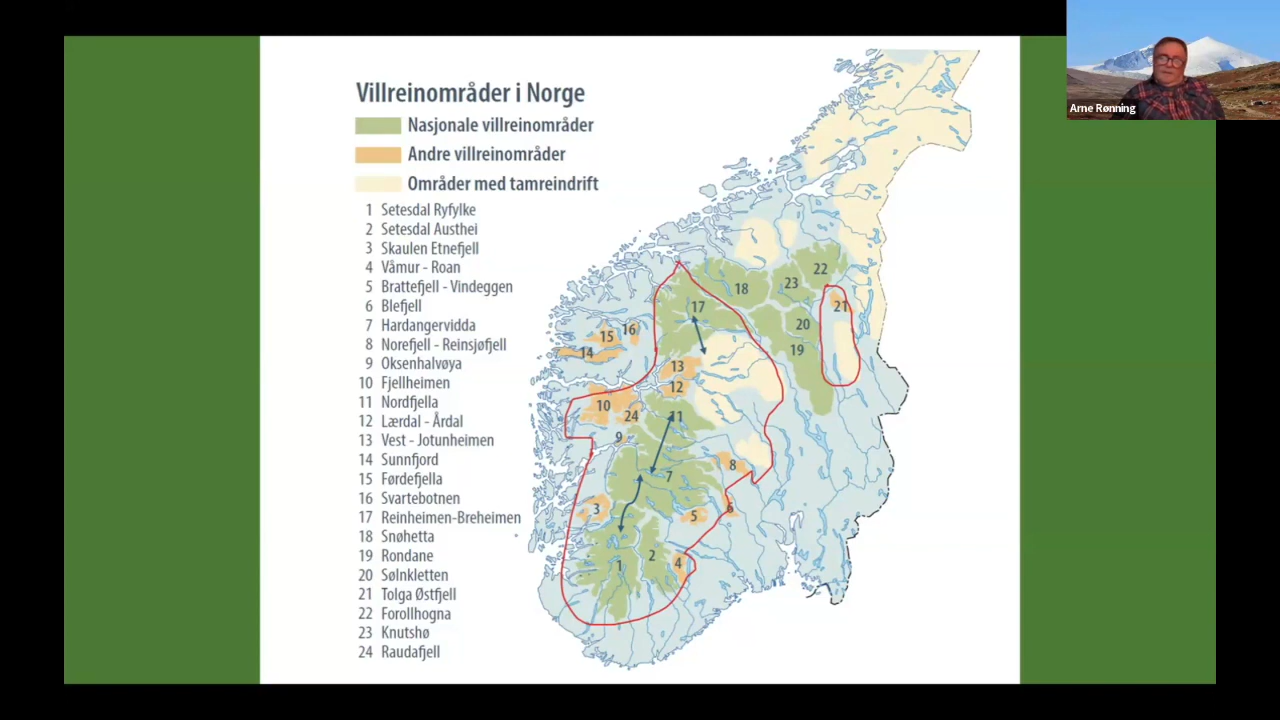 Arne Rønning
Villreinområder i Norge
Nasjonale villreinområder
Andre villreinområder
Områder med tamreindrift
1 Setesdal Ryfylke
2 Setesdal Austhei
3 Skaulen Etnefjell
4 Våmur - Roan
5 Brattefjell - Vindeggen
6 Blefjell
7 Hardangervidda
8 Norefjell - Reinsjøfjell
9 Oksenhalvøya
10 Fjellheimen
11 Nordfjella
12 Lærdal - Årdal
13 Vest - Jotunheimen
14 Sunnfjord
15 Førdefjella
16 Svartebotnen
17 Reinheimen-Breheimen
18 Snøhetta
19 Rondane
20 Sølnkletten
21 Tolga Østfjell
22 Forollhogna
23 Knutshø
24 Raudafjell
22
23
18
21
17
20
16
15
19
14
13
12
10
24
11
9
8
7
3
6
5
2
4
1